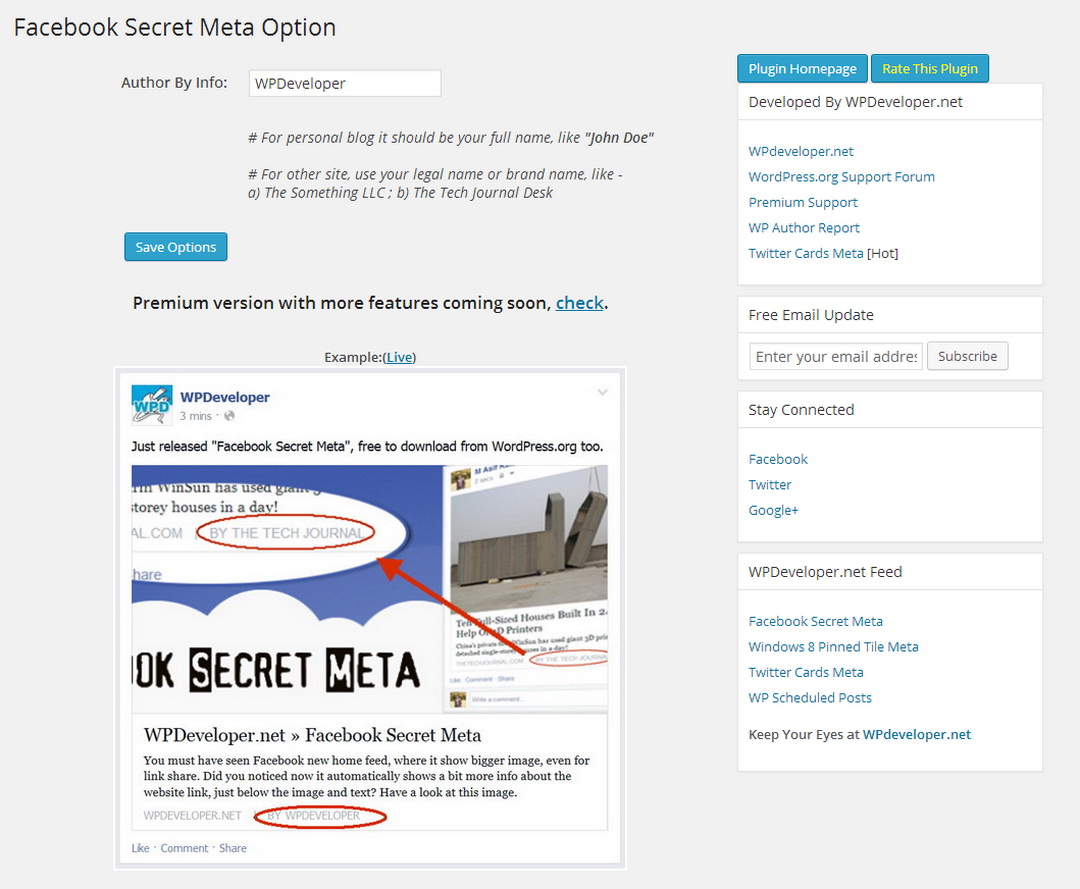 Facebook Secret Meta Option
Author By Info:
WPDeveloper
# For personal blog it should be your full name, like "John Doe"
# For other site, use your legal name or brand name, like -
a) The Something LLC ; b) The Tech Journal Desk
Save Options
Premium version with more features coming soon, check.
Example:(Live)
WPD
WPDeveloper
3 mins ·
Just released "Facebook Secret Meta", free to download from WordPress.org too.
WinSun has used giant
storey houses in a day!
AL.COM | BY THE TECH JOURNAL
hare
OK SECRET META
2 secs
Ten Full-Sized Houses Built In 24
Help Of 3D Printers
China's private WinSun has used giant 3D prin
detached single-storey houses in a day!
THETECHJOURNAL.COM | BY THE TECH JOURNAL
Like · Comment · Share
Write a comment...
WPDeveloper.net » Facebook Secret Meta
You must have seen Facebook new home feed, where it show bigger image, even for
link share. Did you noticed now it automatically shows a bit more info about the
website link, just below the image and text? Have a look at this image.
WPDEVELOPER.NET | BY WPDEVELOPER
Like · Comment · Share
Plugin Homepage
Rate This Plugin
Developed By WPDeveloper.net
WPdeveloper.net
WordPress.org Support Forum
Premium Support
WP Author Report
Twitter Cards Meta [Hot]
Free Email Update
Enter your email addres
Subscribe
Stay Connected
Facebook
Twitter
Google+
WPDeveloper.net Feed
Facebook Secret Meta
Windows 8 Pinned Tile Meta
Twitter Cards Meta
WP Scheduled Posts
Keep Your Eyes at WPdeveloper.net